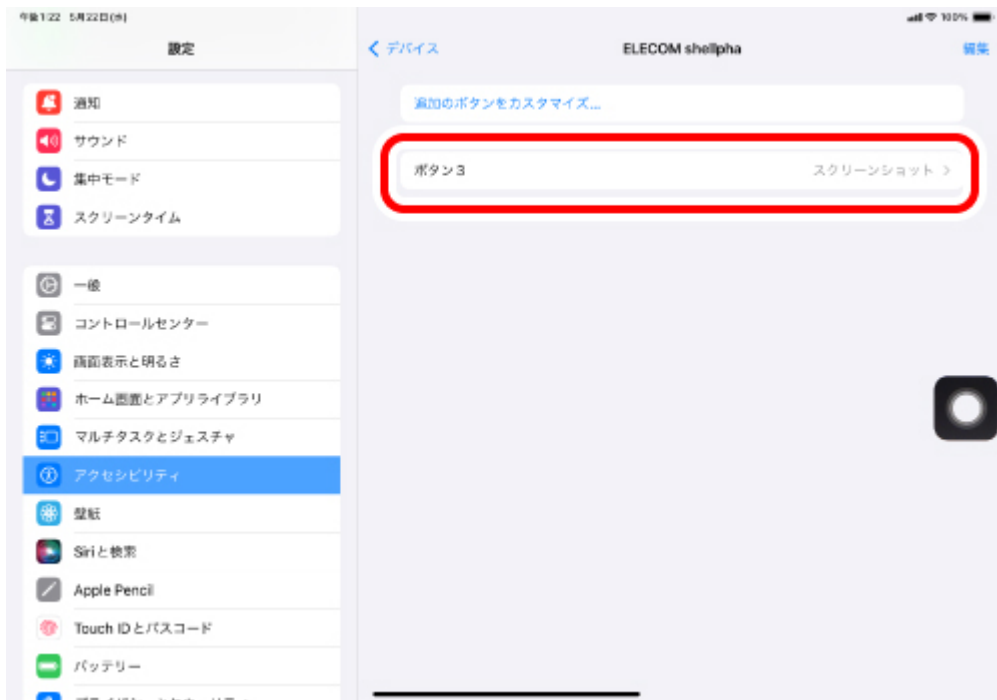 午後1:22 5月22日(水)
100%
設定
デバイス
ELECOM shellpha
編集
通知
サウンド
集中モード
スクリーンタイム
一般
コントロールセンター
画面表示と明るさ
ホーム画面とアプリライブラリ
マルチタスクとジェスチャ
アクセシビリティ
壁紙
Siriと検索
Apple Pencil
Touch IDとパスコード
バッテリー
追加のボタンをカスタマイズ...
ボタン3
スクリーンショット